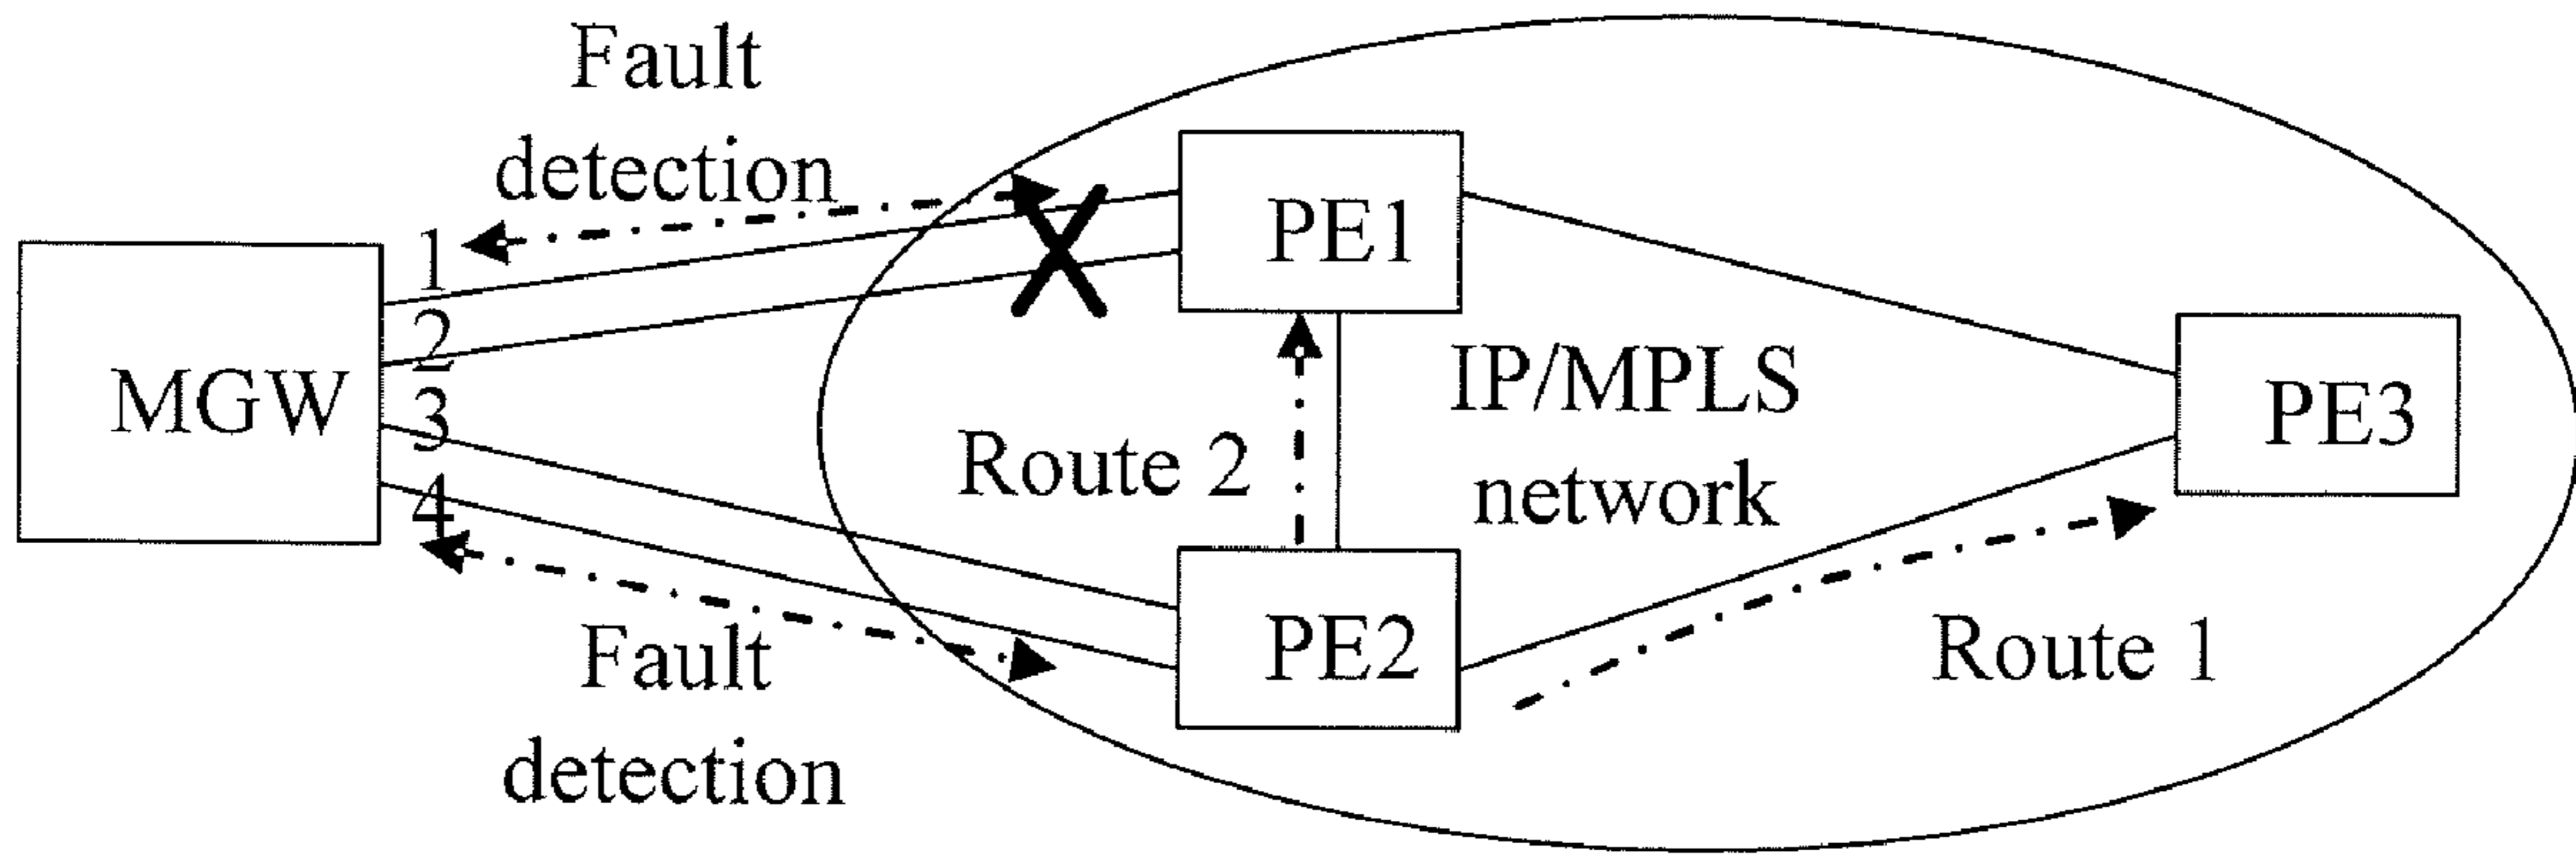 Fault
detection
1
2
3
4
MGW
PE1
IP/MPLS
network
Route 2
PE3
PE2
Route 1
Fault
detection